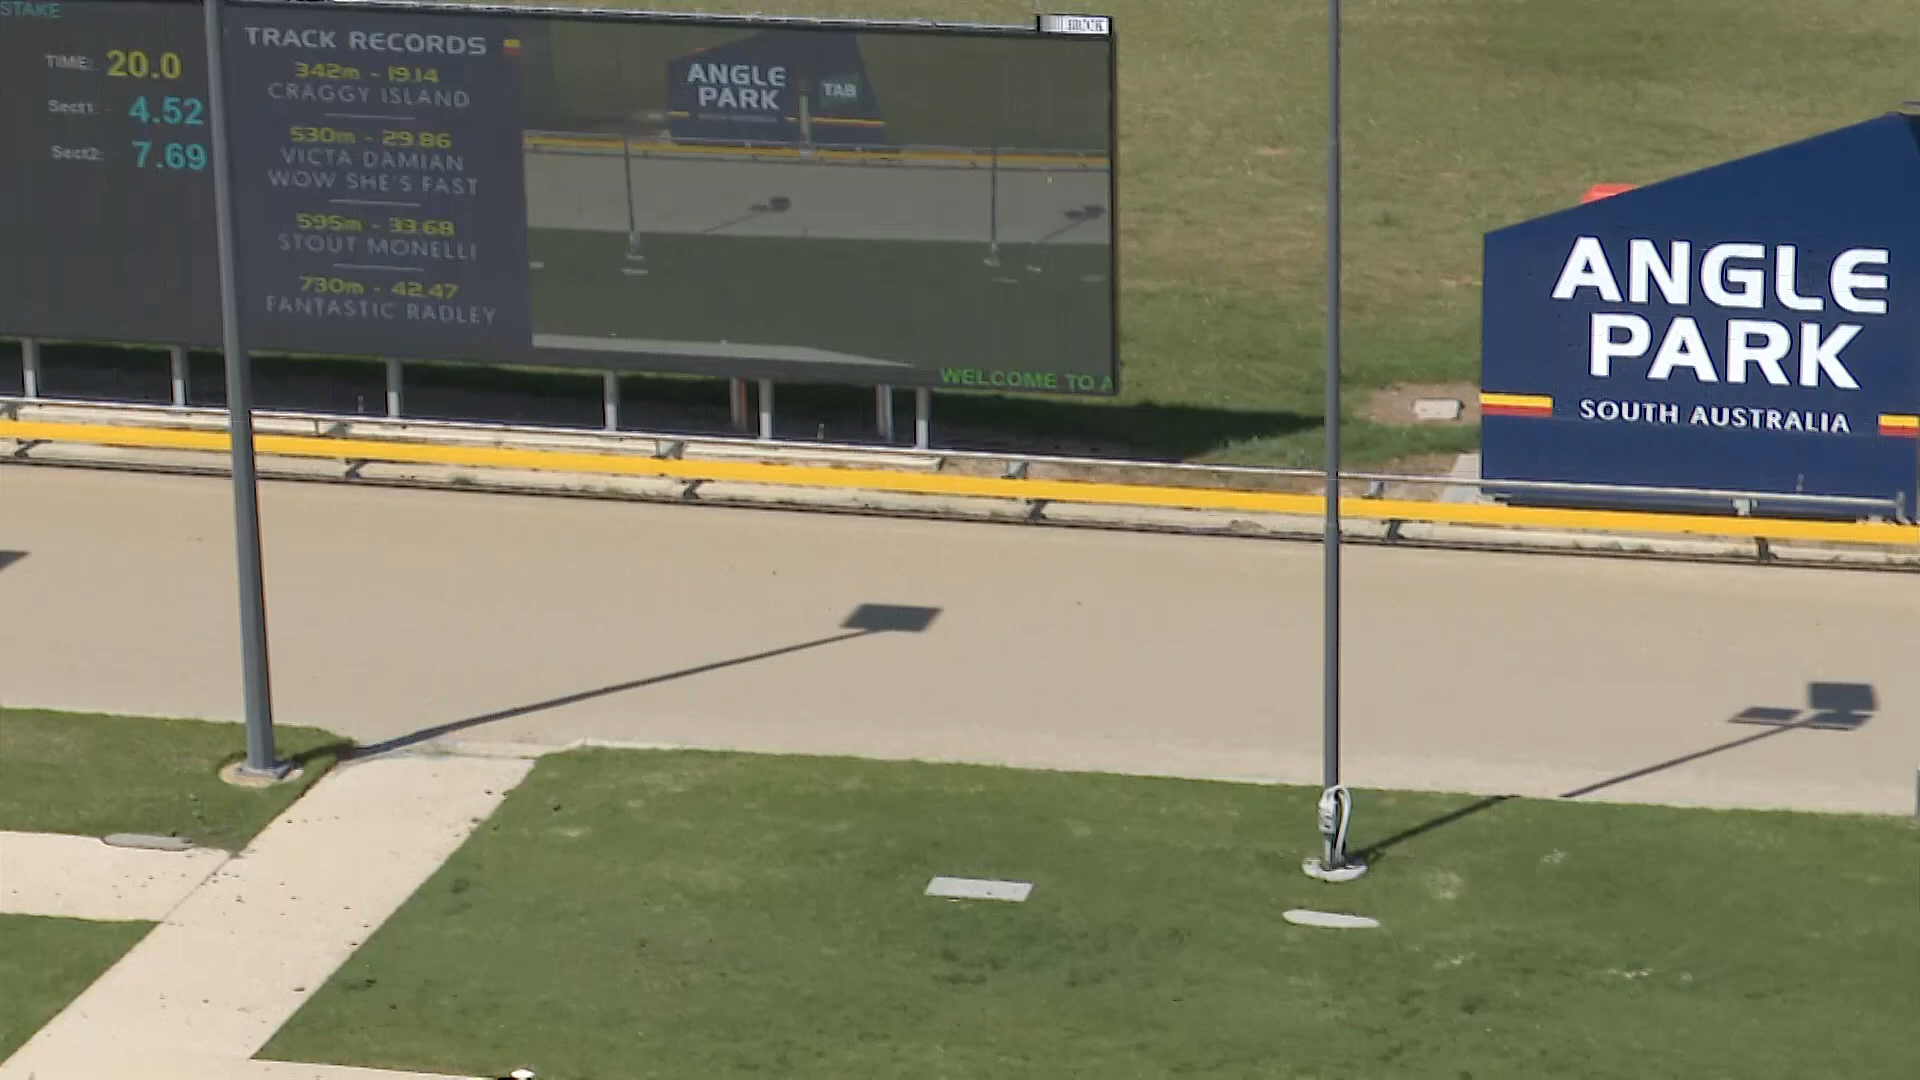 STAKE
TIME: 20.0
Sect1: 4.52
Sect2: 7.69
TRACK RECORDS
342m - 19.14
CRAGGY ISLAND
530m - 29.86
VICTA DAMIAN
WOW SHE'S FAST
595m - 33.68
STOUT MONELLI
730m - 42.47
FANTASTIC RADLEY
ANGLE
PARK
TAB
WELCOME TO A
ANGLE
PARK
SOUTH AUSTRALIA